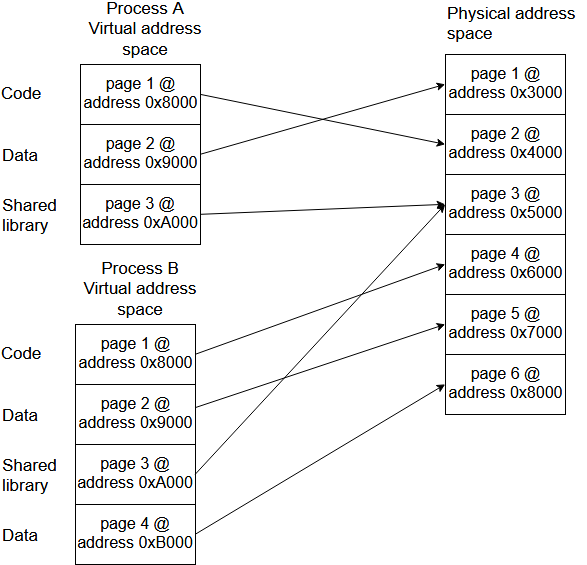 Process A
Virtual address
space
Code
page 1 @
address 0x8000
Data
page 2 @
address 0x9000
Shared
library
page 3 @
address 0xA000
Process B
Virtual address
space
Code
page 1 @
address 0x8000
Data
page 2 @
address 0x9000
Shared
library
page 3 @
address 0xA000
Data
page 4 @
address 0xB000
Physical address
space
page 1 @
address 0x3000
page 2 @
address 0x4000
page 3 @
address 0x5000
page 4 @
address 0x6000
page 5 @
address 0x7000
page 6 @
address 0x8000